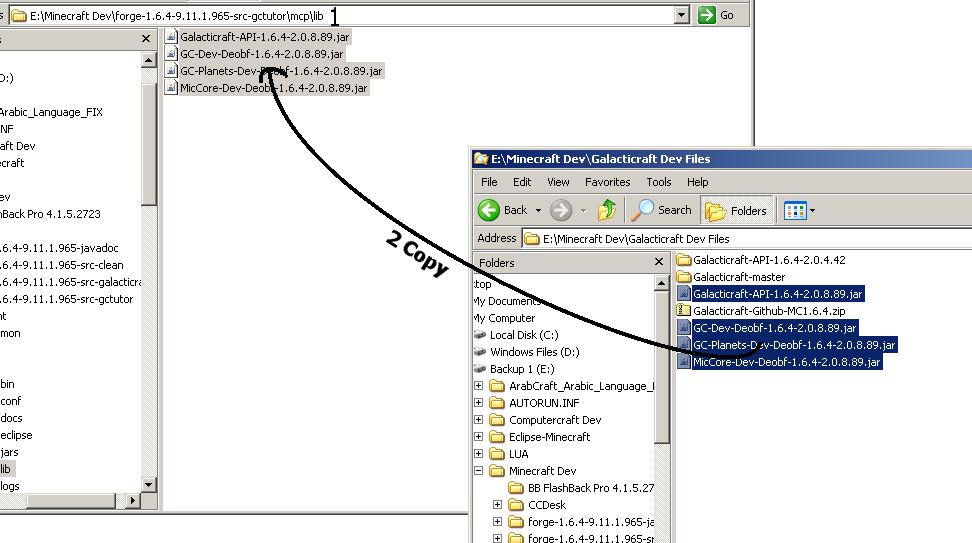 E:\Minecraft Dev\forge-1.6.4-9.11.1.965-src-gctutor\mcp\lib 1
Go
Galacticraft-API-1.6.4-2.0.8.89.jar
GC-Dev-Deobf-1.6.4-2.0.8.89.jar
GC-Planets-Dev-Deobf-1.6.4-2.0.8.89.jar
MicCore-Dev-Deobf-1.6.4-2.0.8.89.jar
D:)
Arabic_Language_FIX
NF
aft Dev
ecraft
ev
hBack Pro 4.1.5.2723
.6.4-9.11.1.965-javadoc
.6.4-9.11.1.965-src-clean
.6.4-9.11.1.965-src-galacticra
.6.4-9.11.1.965-src-gctutor
nt
mon
bin
conf
docs
eclipse
jars
lib
logs
2 Copy
E:\Minecraft Dev\Galacticraft Dev Files
File Edit View Favorites Tools Help
Back Search Folders
Address E:\Minecraft Dev\Galacticraft Dev Files
Folders
ktop
My Documents
My Computer
Local Disk (C:)
Windows Files (D:)
Backup 1 (E:)
ArabCraft_Arabic_Language_
AUTORUN.INF
Computercraft Dev
Eclipse-Minecraft
LUA
Minecraft Dev
BB FlashBack Pro 4.1.5.27
CCDesk
forge-1.6.4-9.11.1.965-ja
forge-1.6.4-9.11.1.965-sr
Galacticraft-API-1.6.4-2.0.4.42
Galacticraft-master
Galacticraft-API-1.6.4-2.0.8.89.jar
Galacticraft-Github-MC1.6.4.zip
GC-Dev-Deobf-1.6.4-2.0.8.89.jar
GC-Planets-Dev-Deobf-1.6.4-2.0.8.89.jar
MicCore-Dev-Deobf-1.6.4-2.0.8.89.jar